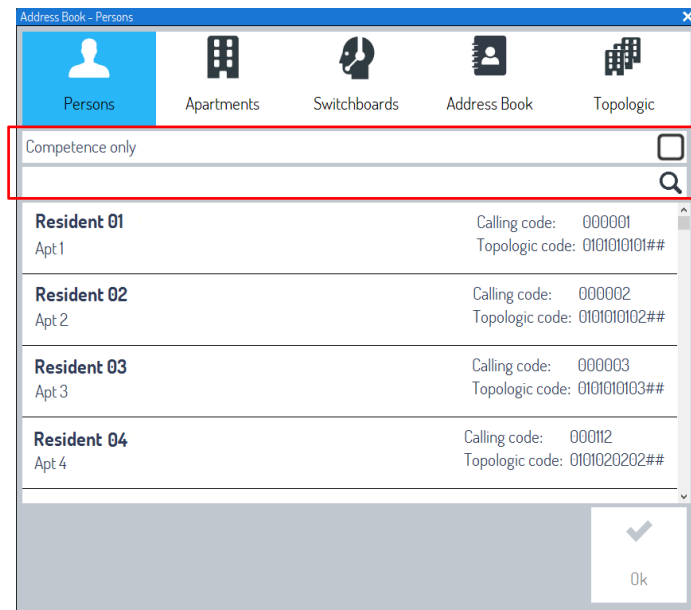 Address Book - Persons
Persons Apartments Switchboards Address Book Topologic
Competence only
Resident 01 Calling code: 000001
Apt 1 Topologic code: 0101010101##
Resident 02 Calling code: 000002
Apt 2 Topologic code: 0101010102##
Resident 03 Calling code: 000003
Apt 3 Topologic code: 0101010103##
Resident 04 Calling code: 000112
Apt 4 Topologic code: 0101020202##
Ok